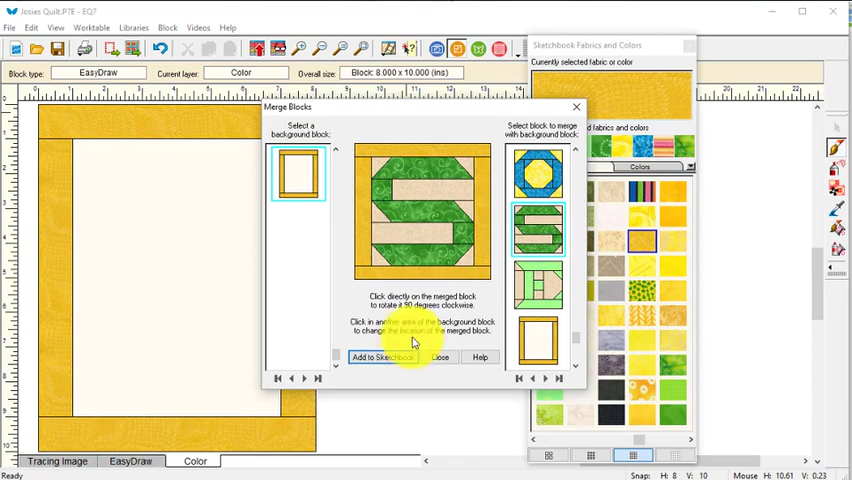 Josies Quilt.P7E - EQ7
File Edit View Worktable Libraries Block Videos Help
Block type: EasyDraw Current layer: Color Overall size: Block: 8.000 x 10.000 (ins)
Sketchbook Fabrics and Colors
Currently selected fabric or color
fabrics and colors
Colors
Merge Blocks
Select a
background block:
Select block to merge
with background block:
Click directly on the merged block
to rotate it 90 degrees clockwise.
Click in another area of the background block
to change the location of the merged block.
Add to Sketchbook Close Help
Tracing Image EasyDraw Color
Ready Snap: H: 8 V: 10 Mouse H: 10.61 V: 0.23